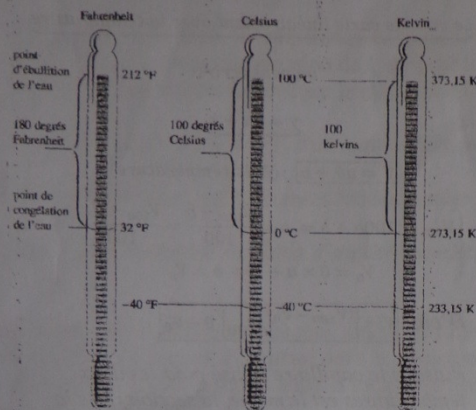 Fahrenheit
Celsius
Kelvin
point
d'ébullition
de l'eau
212 °F
100 °C
373,15 K
180 degrés
Fahrenheit
100 degrés
Celsius
100
kelvins
point de
congélation
de l'eau
32 °F
0 °C
273,15 K
–40 °F
–40 °C
233,15 K